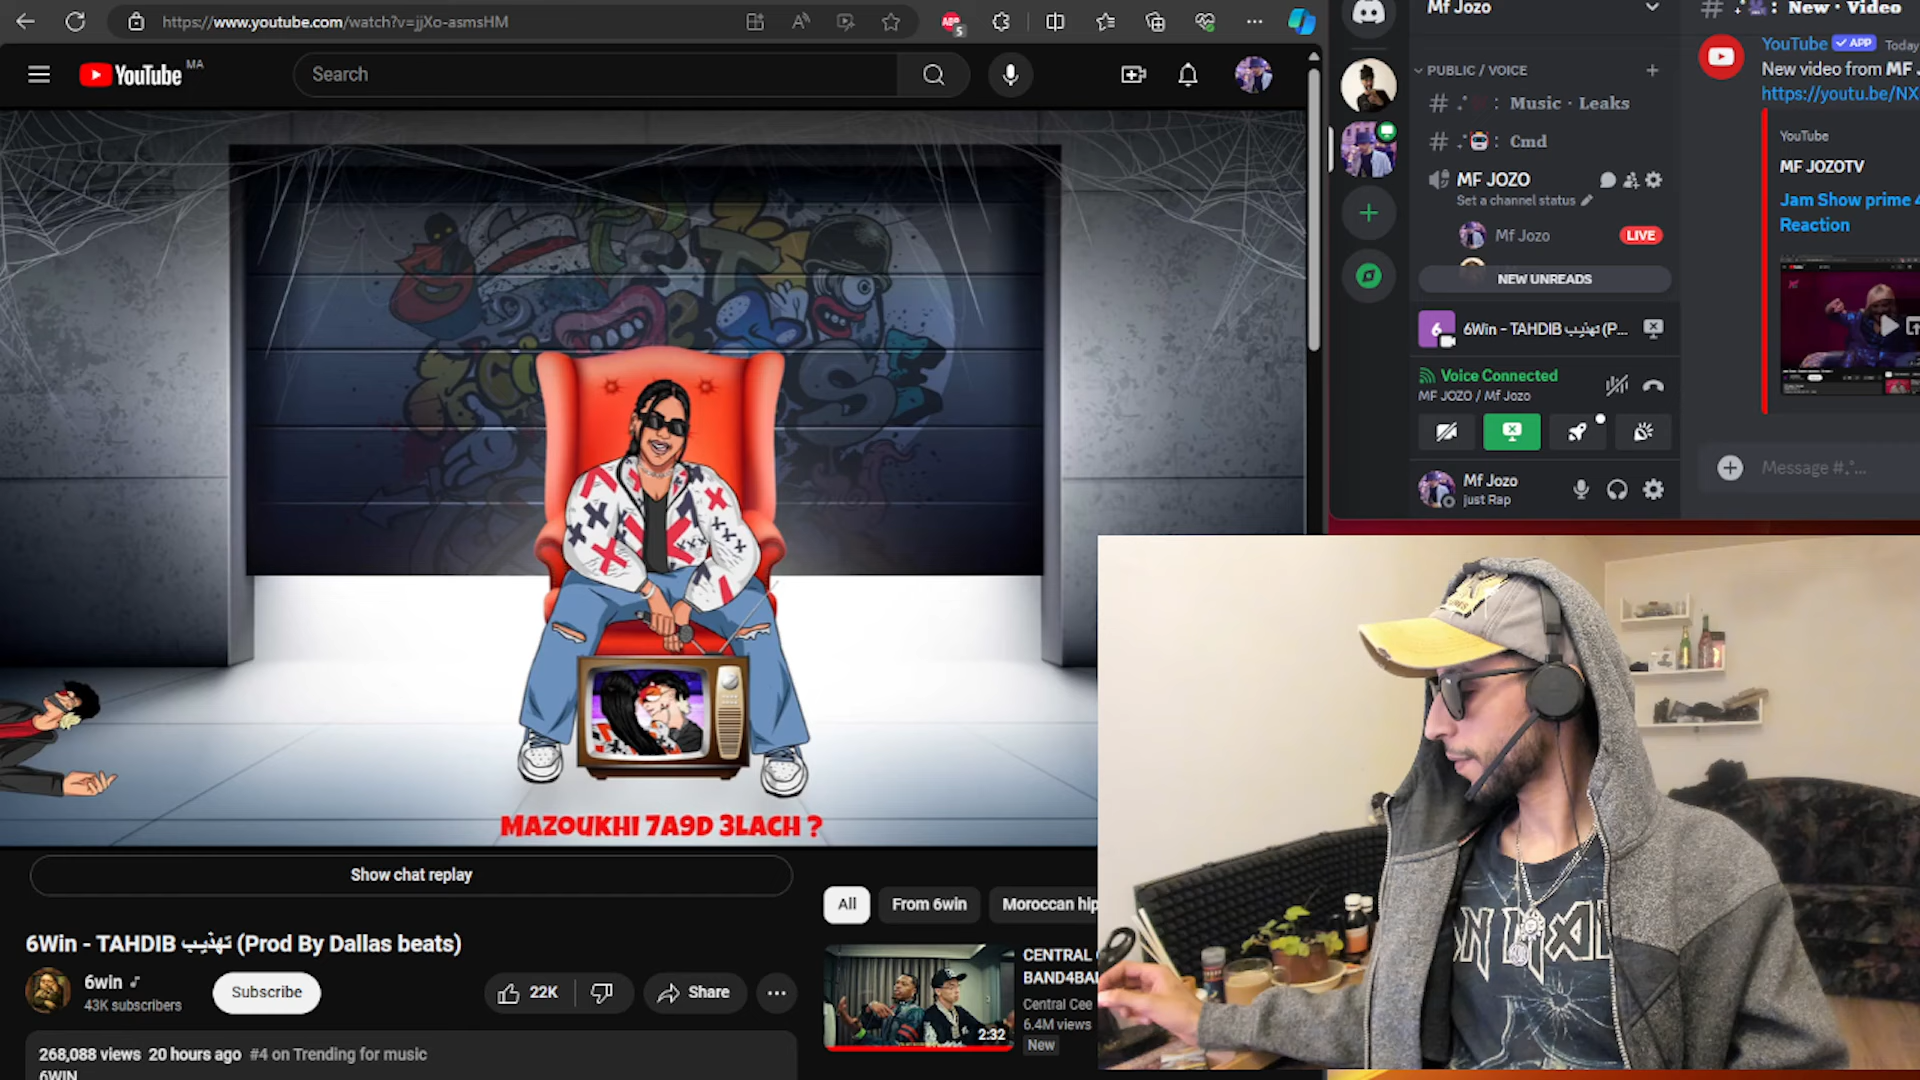 https://www.youtube.com/watch?v=jjXo-asmsHM
5
YouTube MA
Search
MAZOUKHI 7A9D 3LACH ?
Show chat replay
6Win - TAHDIB تهذيب (Prod By Dallas beats)
6win
43K subscribers
Subscribe
22K
Share
268,088 views 20 hours ago #4 on Trending for music
6WIN
All
From 6win
Moroccan hip
CENTRAL
BAND4BA
Central Cee
6.4M views
New
2:32
Mf Jozo
PUBLIC / VOICE
# : Music · Leaks
# : Cmd
MF JOZO
Set a channel status
Mf Jozo
LIVE
NEW UNREADS
6
6Win - TAHDIB تهذيب (P...
Voice Connected
MF JOZO / Mf Jozo
Mf Jozo
just Rap
# : New · Video
YouTube ✓ APP Today
New video from MF
https://youtu.be/NX
YouTube
MF JOZOTV
Jam Show prime 4
Reaction
Message #.°...